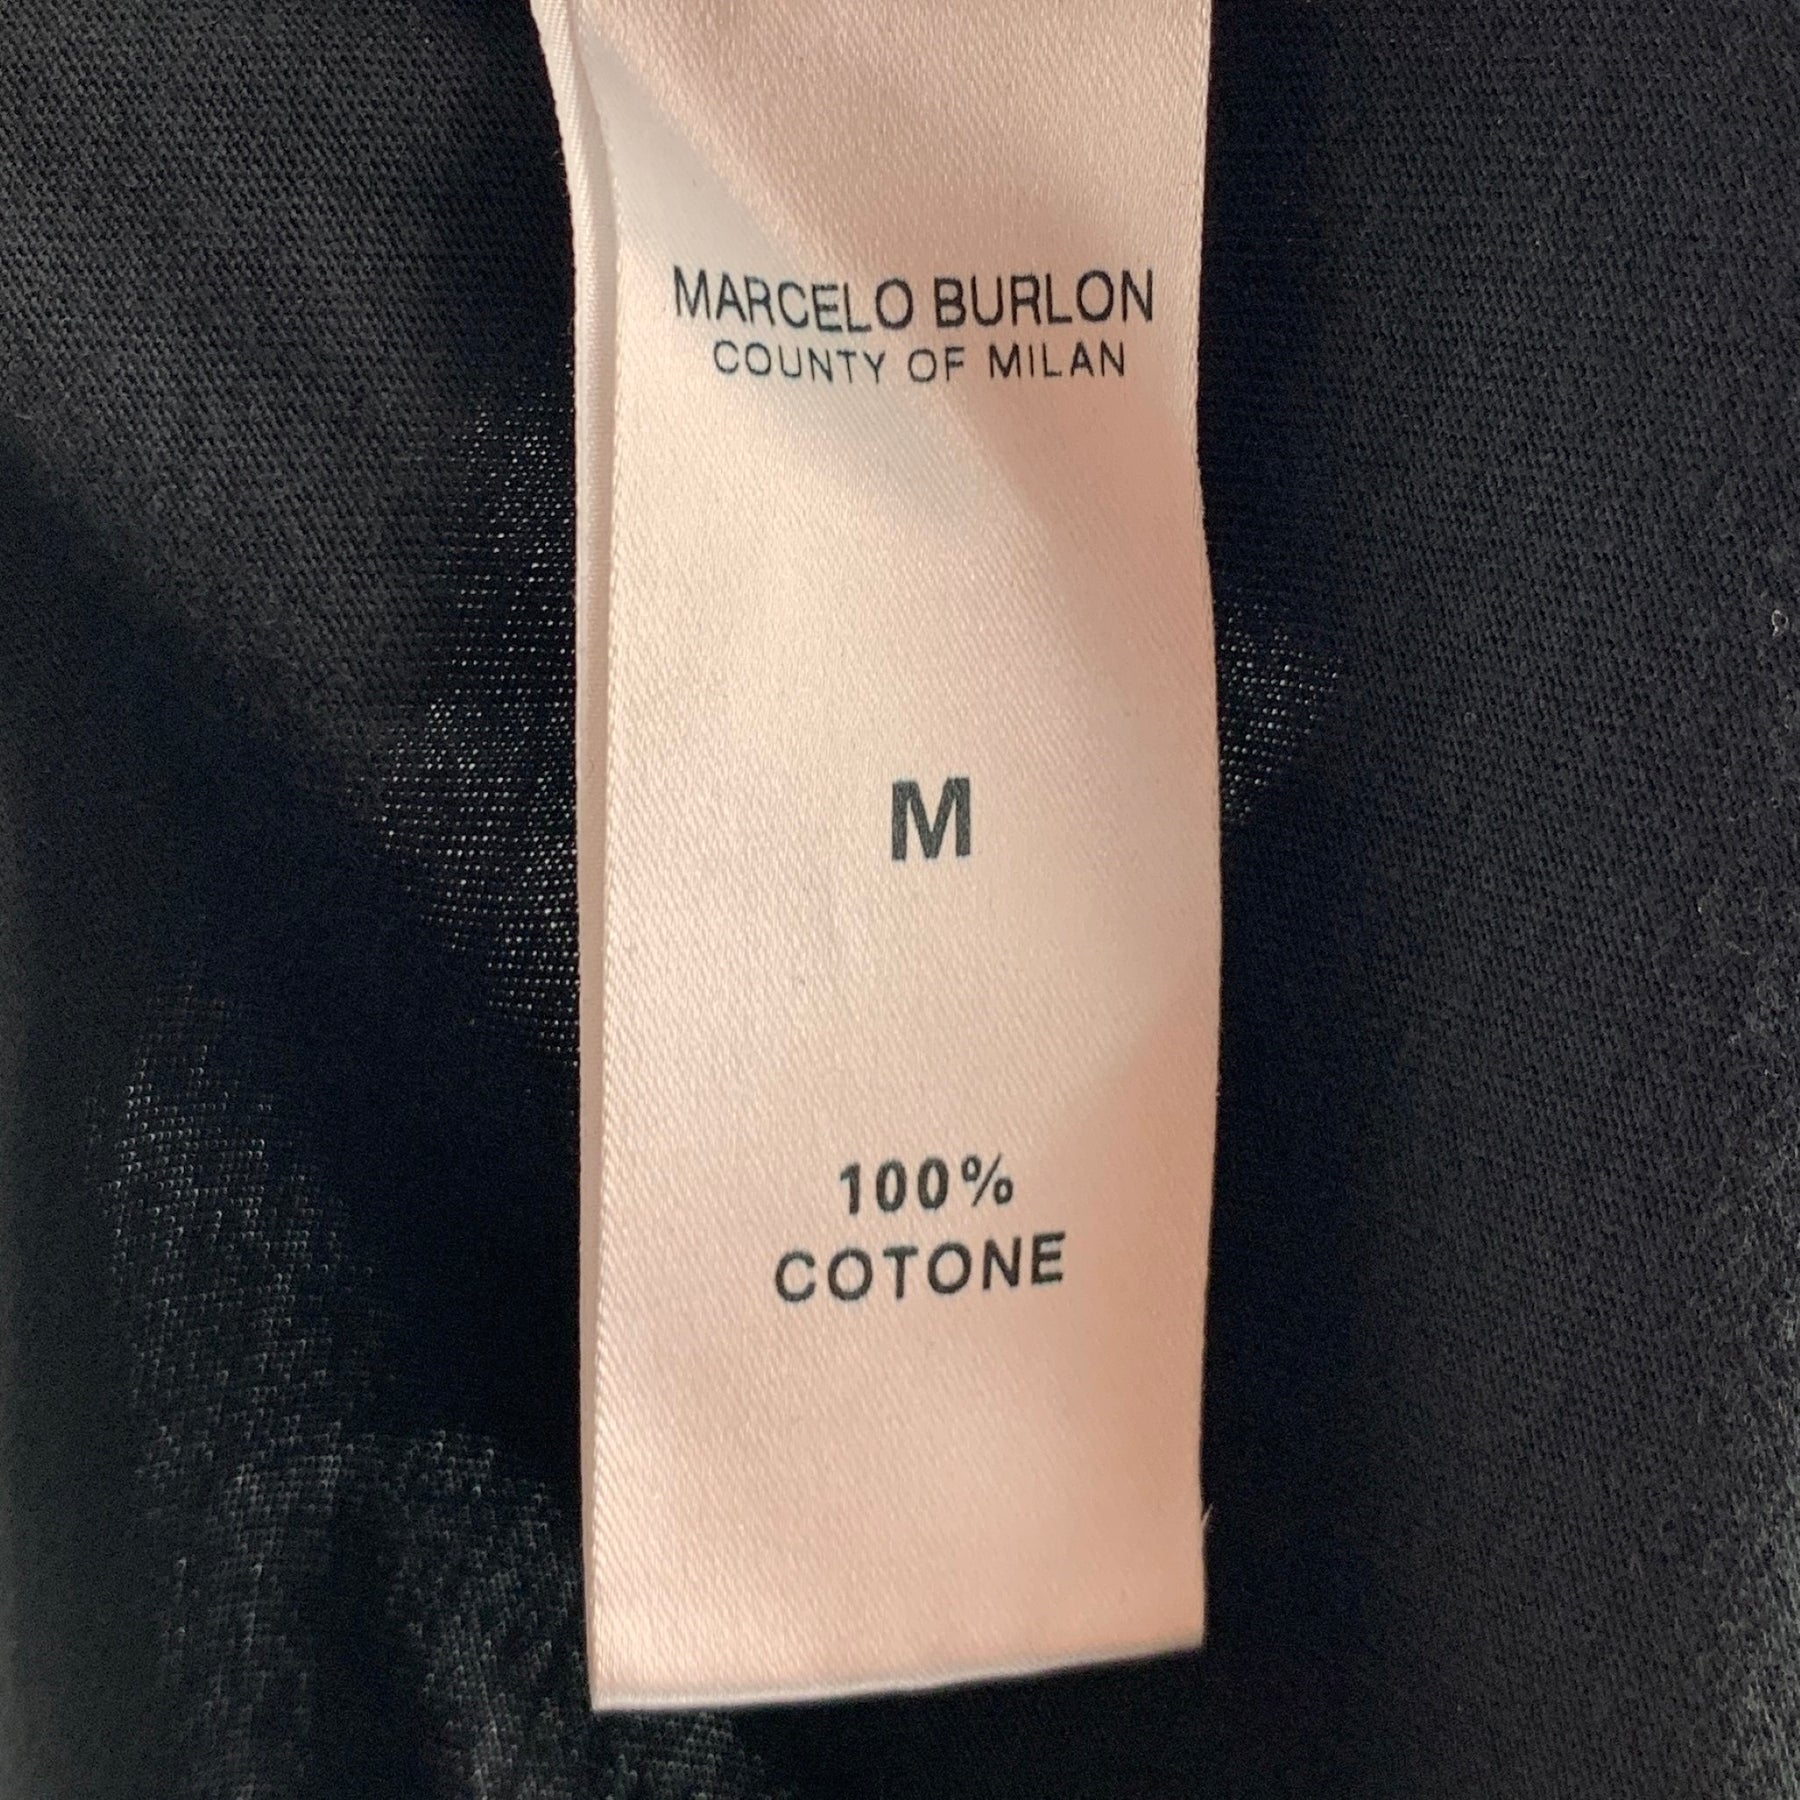 MARCELO BURLON
COUNTY OF MILAN
M
100%
COTONE